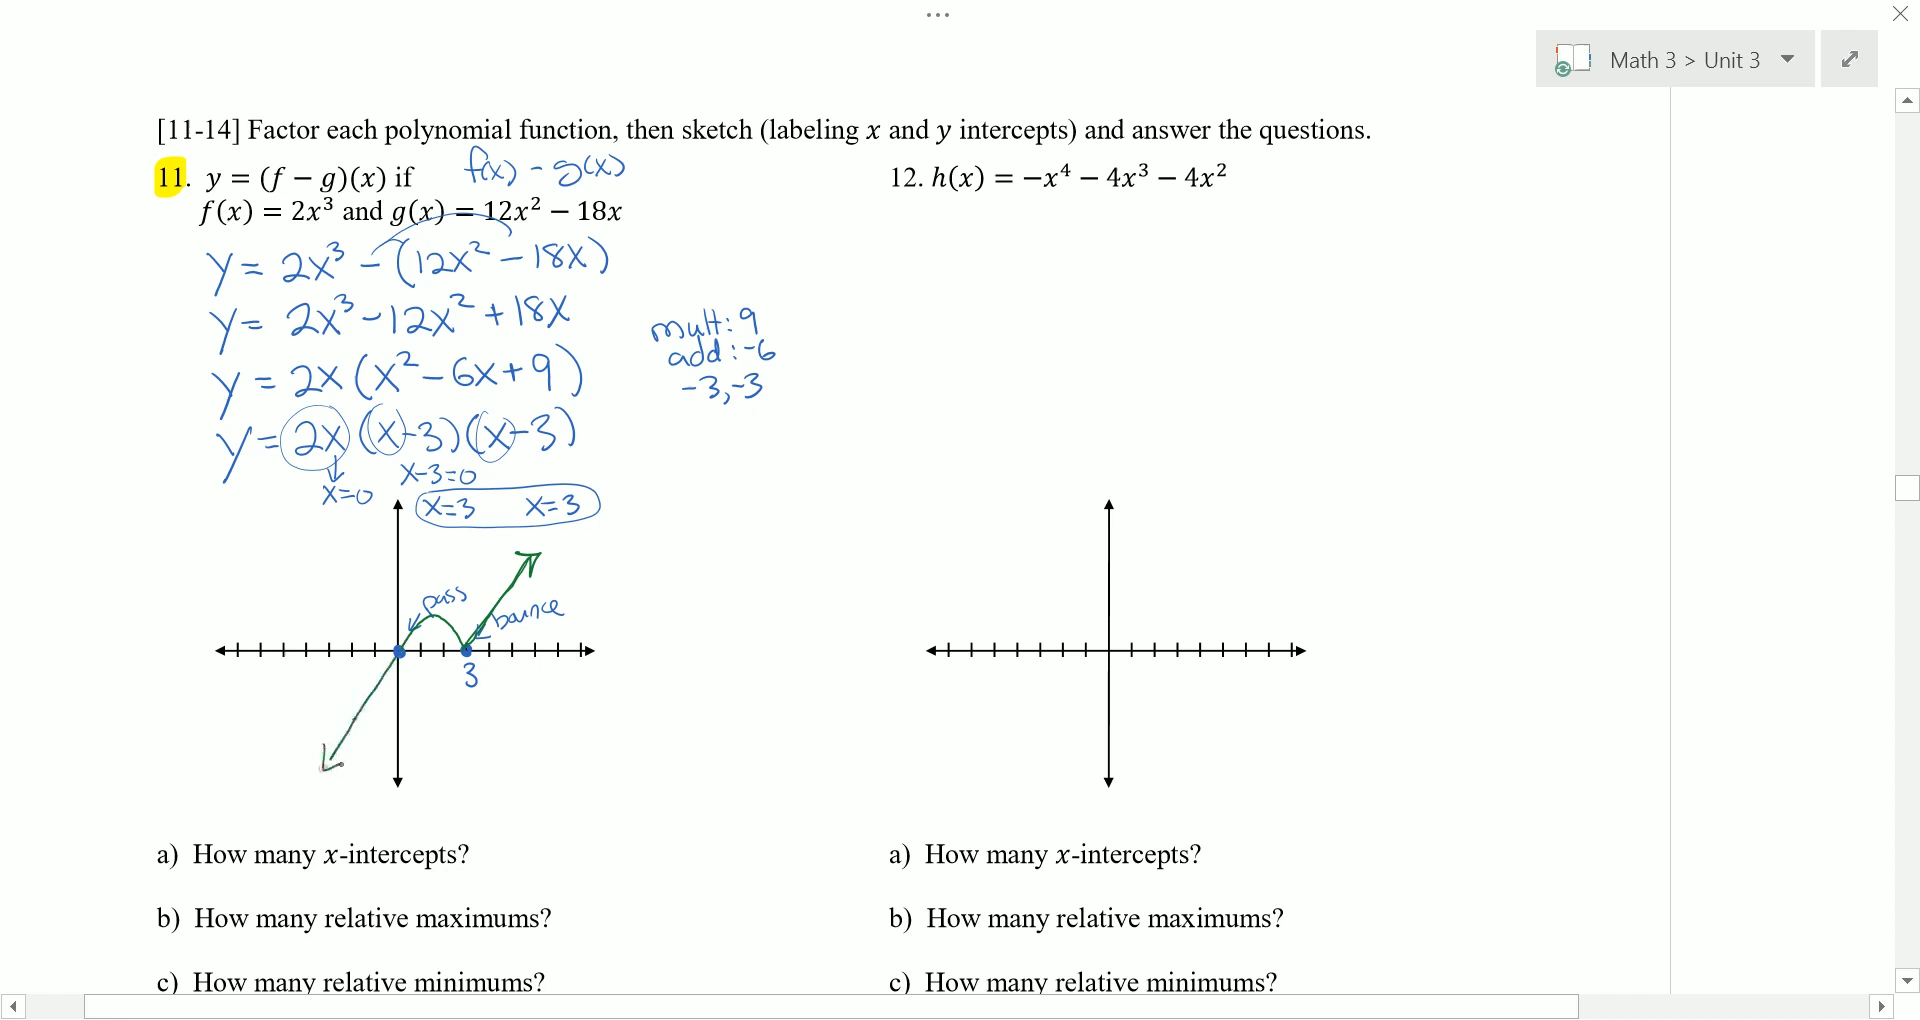 Math 3 > Unit 3
[11-14] Factor each polynomial function, then sketch (labeling x and y intercepts) and answer the questions.
11. y = (f − g)(x) if
f(x) - g(x)
f(x) = 2x³ and g(x) = 12x² − 18x
y = 2x³ - (12x² - 18x)
y = 2x³ - 12x² + 18x
y = 2x(x² - 6x + 9)
mult: 9
add: -6
-3, -3
y = 2x(x-3)(x-3)
x=0
x-3=0
x=3 x=3
pass
bounce
3
a) How many x-intercepts?
b) How many relative maximums?
c) How many relative minimums?
12. h(x) = −x⁴ − 4x³ − 4x²
a) How many x-intercepts?
b) How many relative maximums?
c) How many relative minimums?